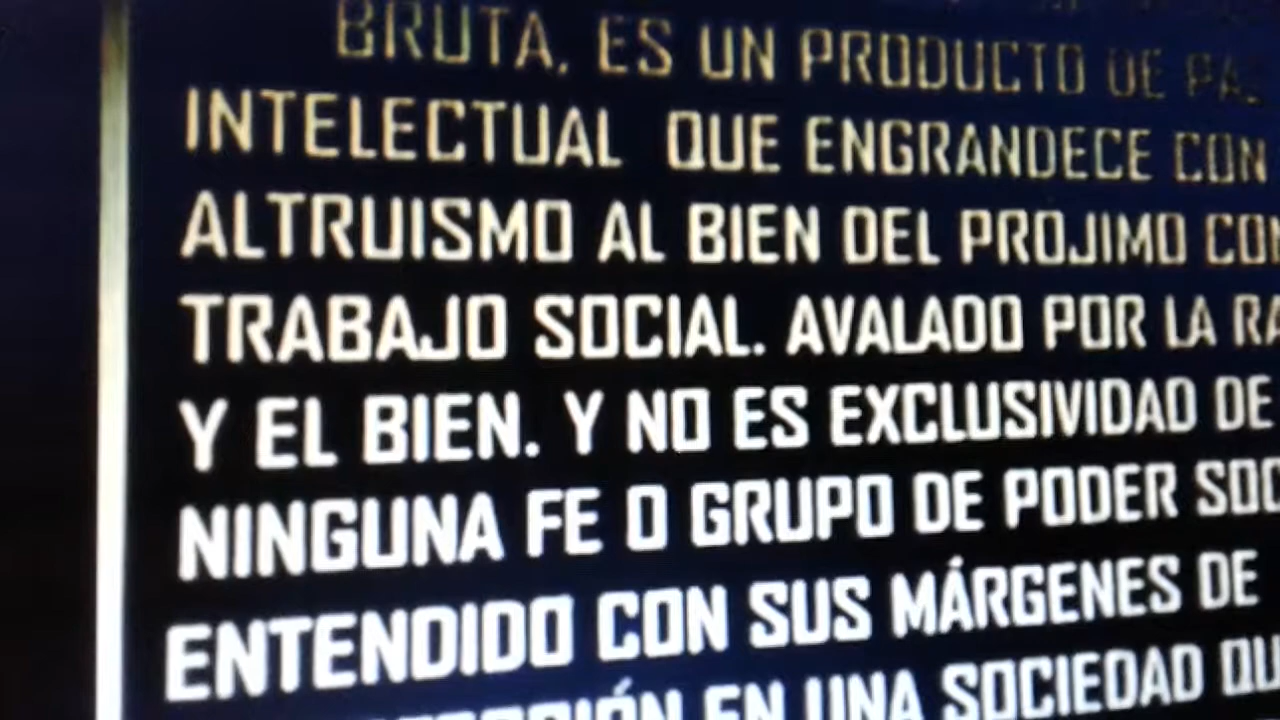 BRUTA. ES UN PRODUCTO DE
INTELECTUAL QUE ENGRANDECE CON
ALTRUISMO AL BIEN DEL PROJIMO
TRABAJO SOCIAL. AVALADO POR LA
Y EL BIEN. Y NO ES EXCLUSIVIDAD DE
NINGUNA FE O GRUPO DE PODER
ENTENDIDO CON SUS MÁRGENES DE
EN UNA SOCIEDAD